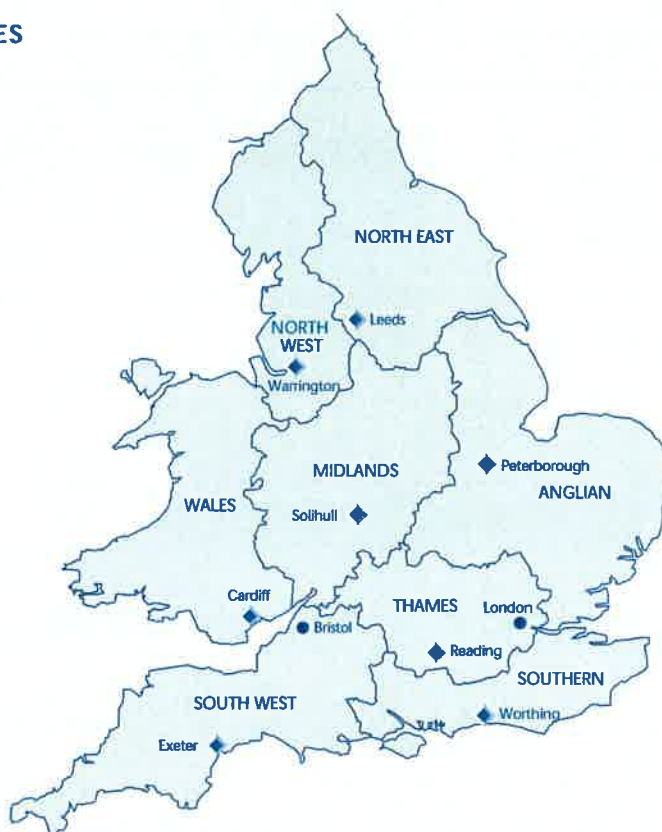 ES
NORTH EAST
Leeds
NORTH
WEST
Warrington
Peterborough
MIDLANDS
ANGLIAN
WALES
Solihull
Cardiff
THAMES
London
Bristol
Reading
SOUTHERN
SOUTH WEST
Worthing
Exeter